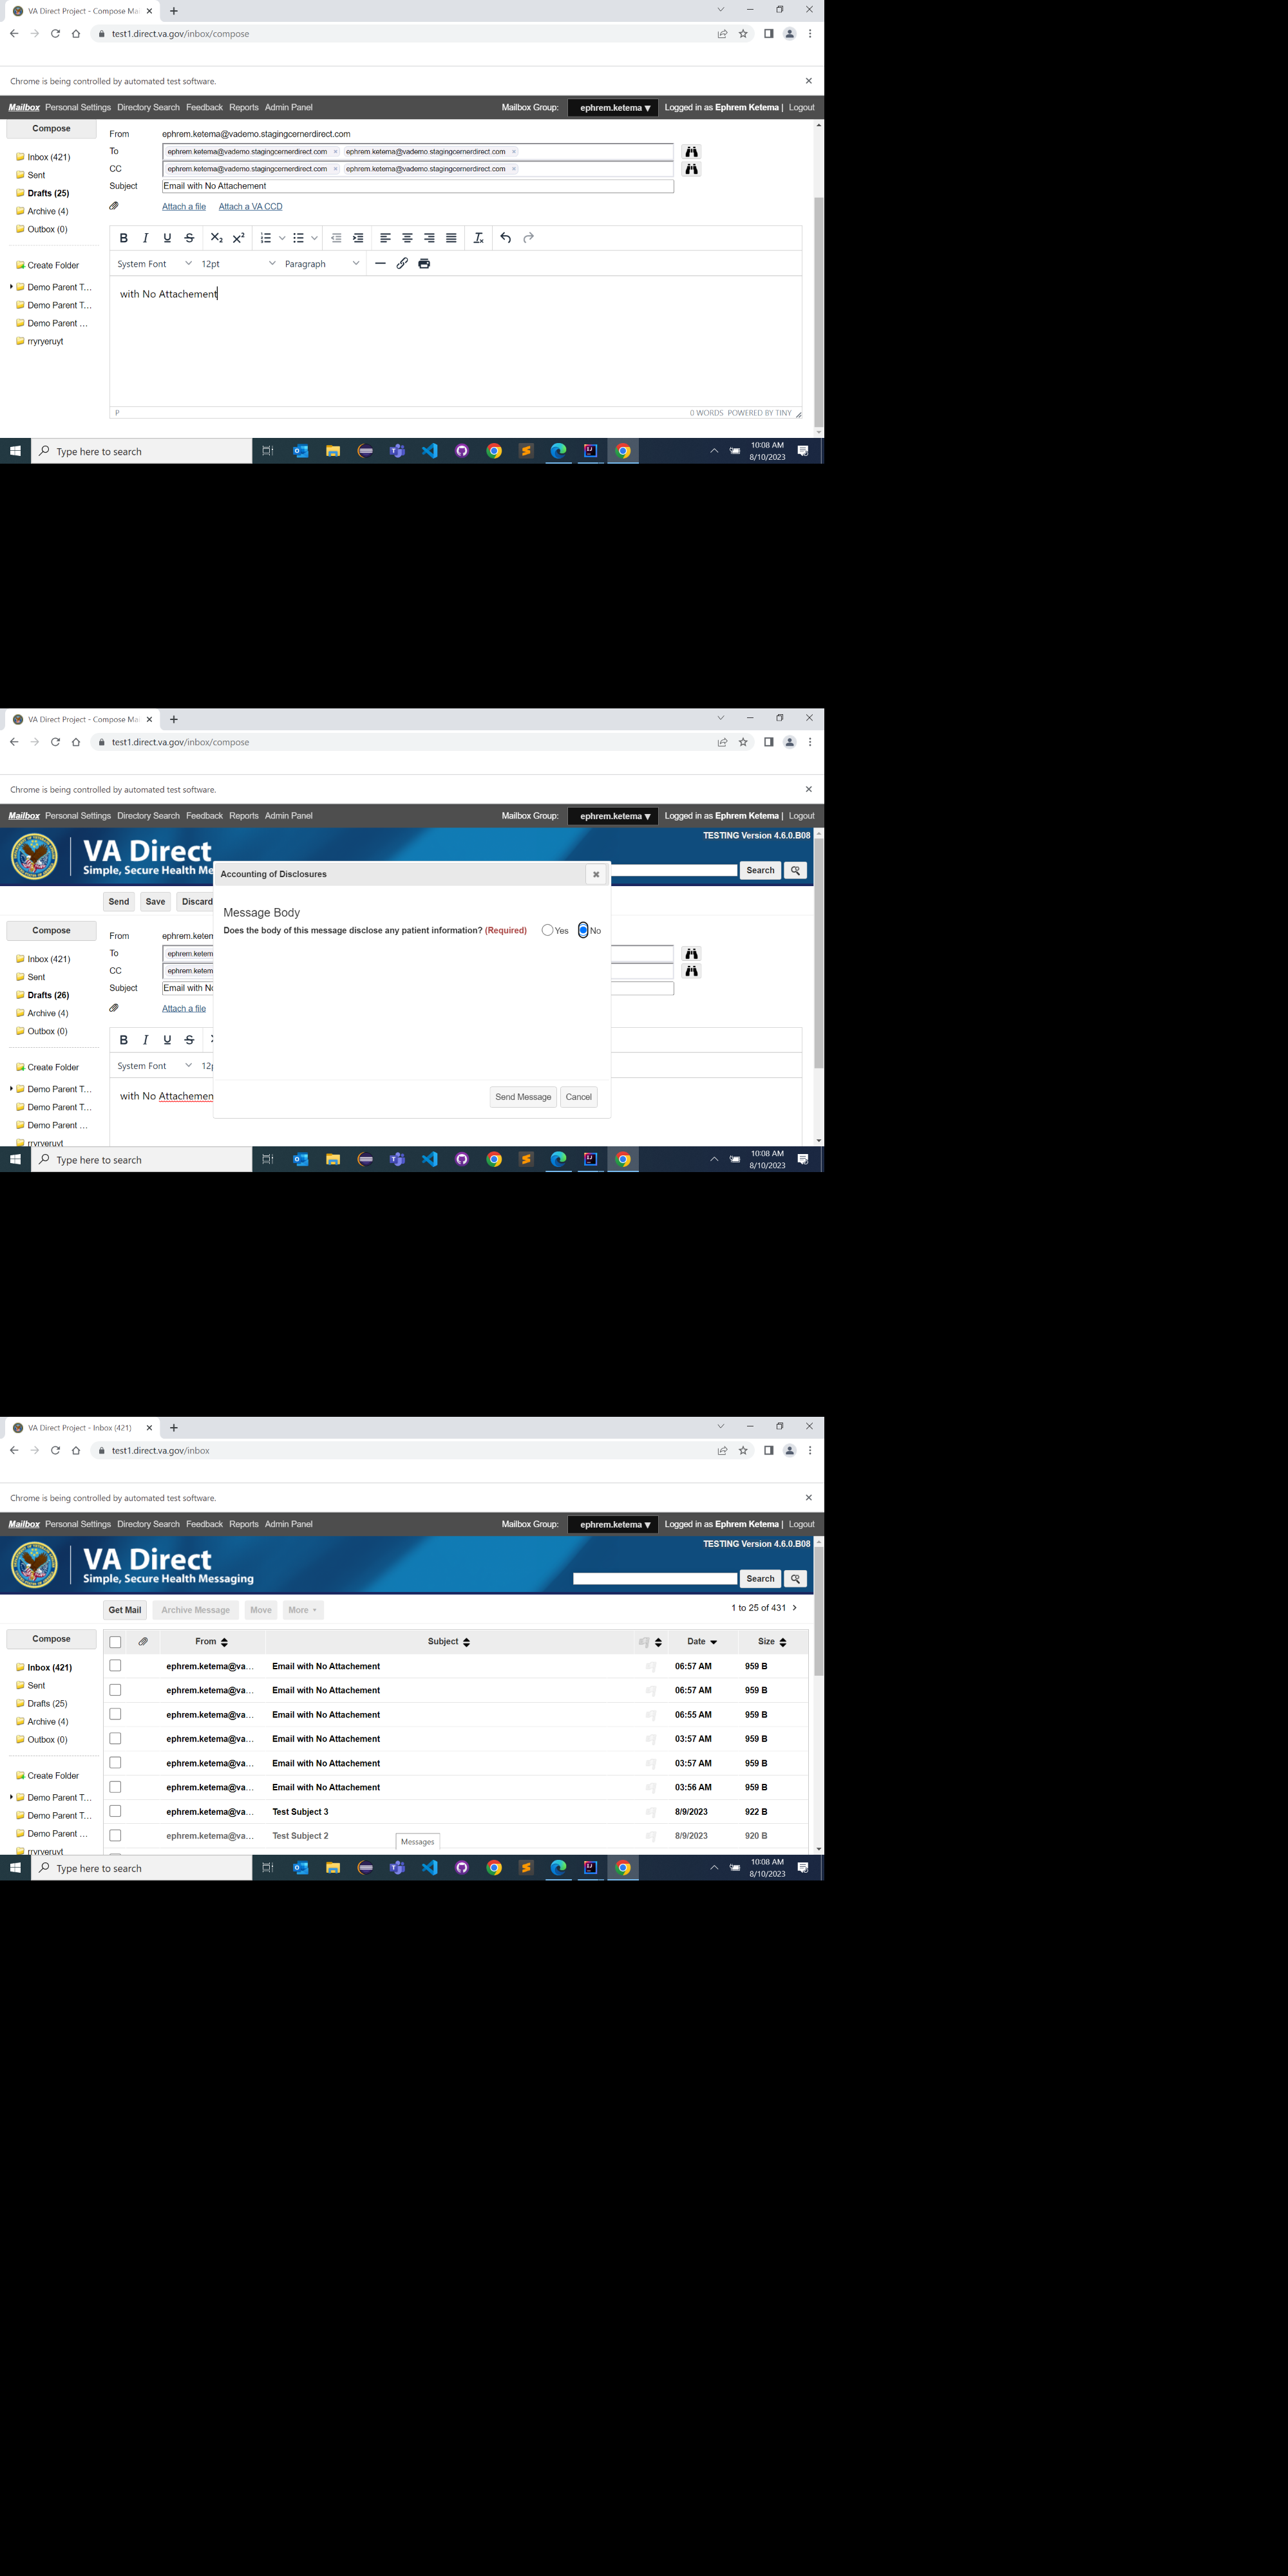 VA Direct Project - Compose Ma
test1.direct.va.gov/inbox/compose
Chrome is being controlled by automated test software.
Mailbox Personal Settings Directory Search Feedback Reports Admin Panel Mailbox Group: ephrem.ketema ▼ Logged in as Ephrem Ketema | Logout
Compose
From ephrem.ketema@vademo.stagingcernerdirect.com
To ephrem.ketema@vademo.stagingcernerdirect.com × ephrem.ketema@vademo.stagingcernerdirect.com ×
Inbox (421)
CC ephrem.ketema@vademo.stagingcernerdirect.com × ephrem.ketema@vademo.stagingcernerdirect.com ×
Sent
Subject Email with No Attachement
Drafts (25)
Attach a file Attach a VA CCD
Archive (4)
Outbox (0)
Create Folder
System Font 12pt Paragraph
Demo Parent T...
with No Attachement
Demo Parent T...
Demo Parent ...
rryryeruyt
P 0 WORDS POWERED BY TINY
Type here to search
10:08 AM
8/10/2023
VA Direct Project - Compose Ma
test1.direct.va.gov/inbox/compose
Chrome is being controlled by automated test software.
Mailbox Personal Settings Directory Search Feedback Reports Admin Panel Mailbox Group: ephrem.ketema ▼ Logged in as Ephrem Ketema | Logout
TESTING Version 4.6.0.B08
VA Direct
Simple, Secure Health Me
Search
Accounting of Disclosures
Send Save Discard
Message Body
Does the body of this message disclose any patient information? (Required) Yes No
Compose
From ephrem.keter
To ephrem.ketem
Inbox (421)
CC ephrem.ketem
Sent
Subject Email with No
Drafts (26)
Attach a file
Archive (4)
Outbox (0)
Create Folder
System Font 12p
Demo Parent T...
with No Attachemen
Send Message Cancel
Demo Parent T...
Demo Parent ...
rryryeruyt
Type here to search
10:08 AM
8/10/2023
VA Direct Project - Inbox (421)
test1.direct.va.gov/inbox
Chrome is being controlled by automated test software.
Mailbox Personal Settings Directory Search Feedback Reports Admin Panel Mailbox Group: ephrem.ketema ▼ Logged in as Ephrem Ketema | Logout
TESTING Version 4.6.0.B08
VA Direct
Simple, Secure Health Messaging
Search
Get Mail Archive Message Move More 1 to 25 of 431
Compose
From Subject Date Size
Inbox (421)
ephrem.ketema@va... Email with No Attachement 06:57 AM 959 B
Sent
ephrem.ketema@va... Email with No Attachement 06:57 AM 959 B
Drafts (25)
ephrem.ketema@va... Email with No Attachement 06:55 AM 959 B
Archive (4)
Outbox (0)
ephrem.ketema@va... Email with No Attachement 03:57 AM 959 B
ephrem.ketema@va... Email with No Attachement 03:57 AM 959 B
Create Folder
ephrem.ketema@va... Email with No Attachement 03:56 AM 959 B
Demo Parent T...
ephrem.ketema@va... Test Subject 3 8/9/2023 922 B
Demo Parent T...
Demo Parent ...
ephrem.ketema@va... Test Subject 2 8/9/2023 920 B
Messages
rryryeruyt
Type here to search
10:08 AM
8/10/2023